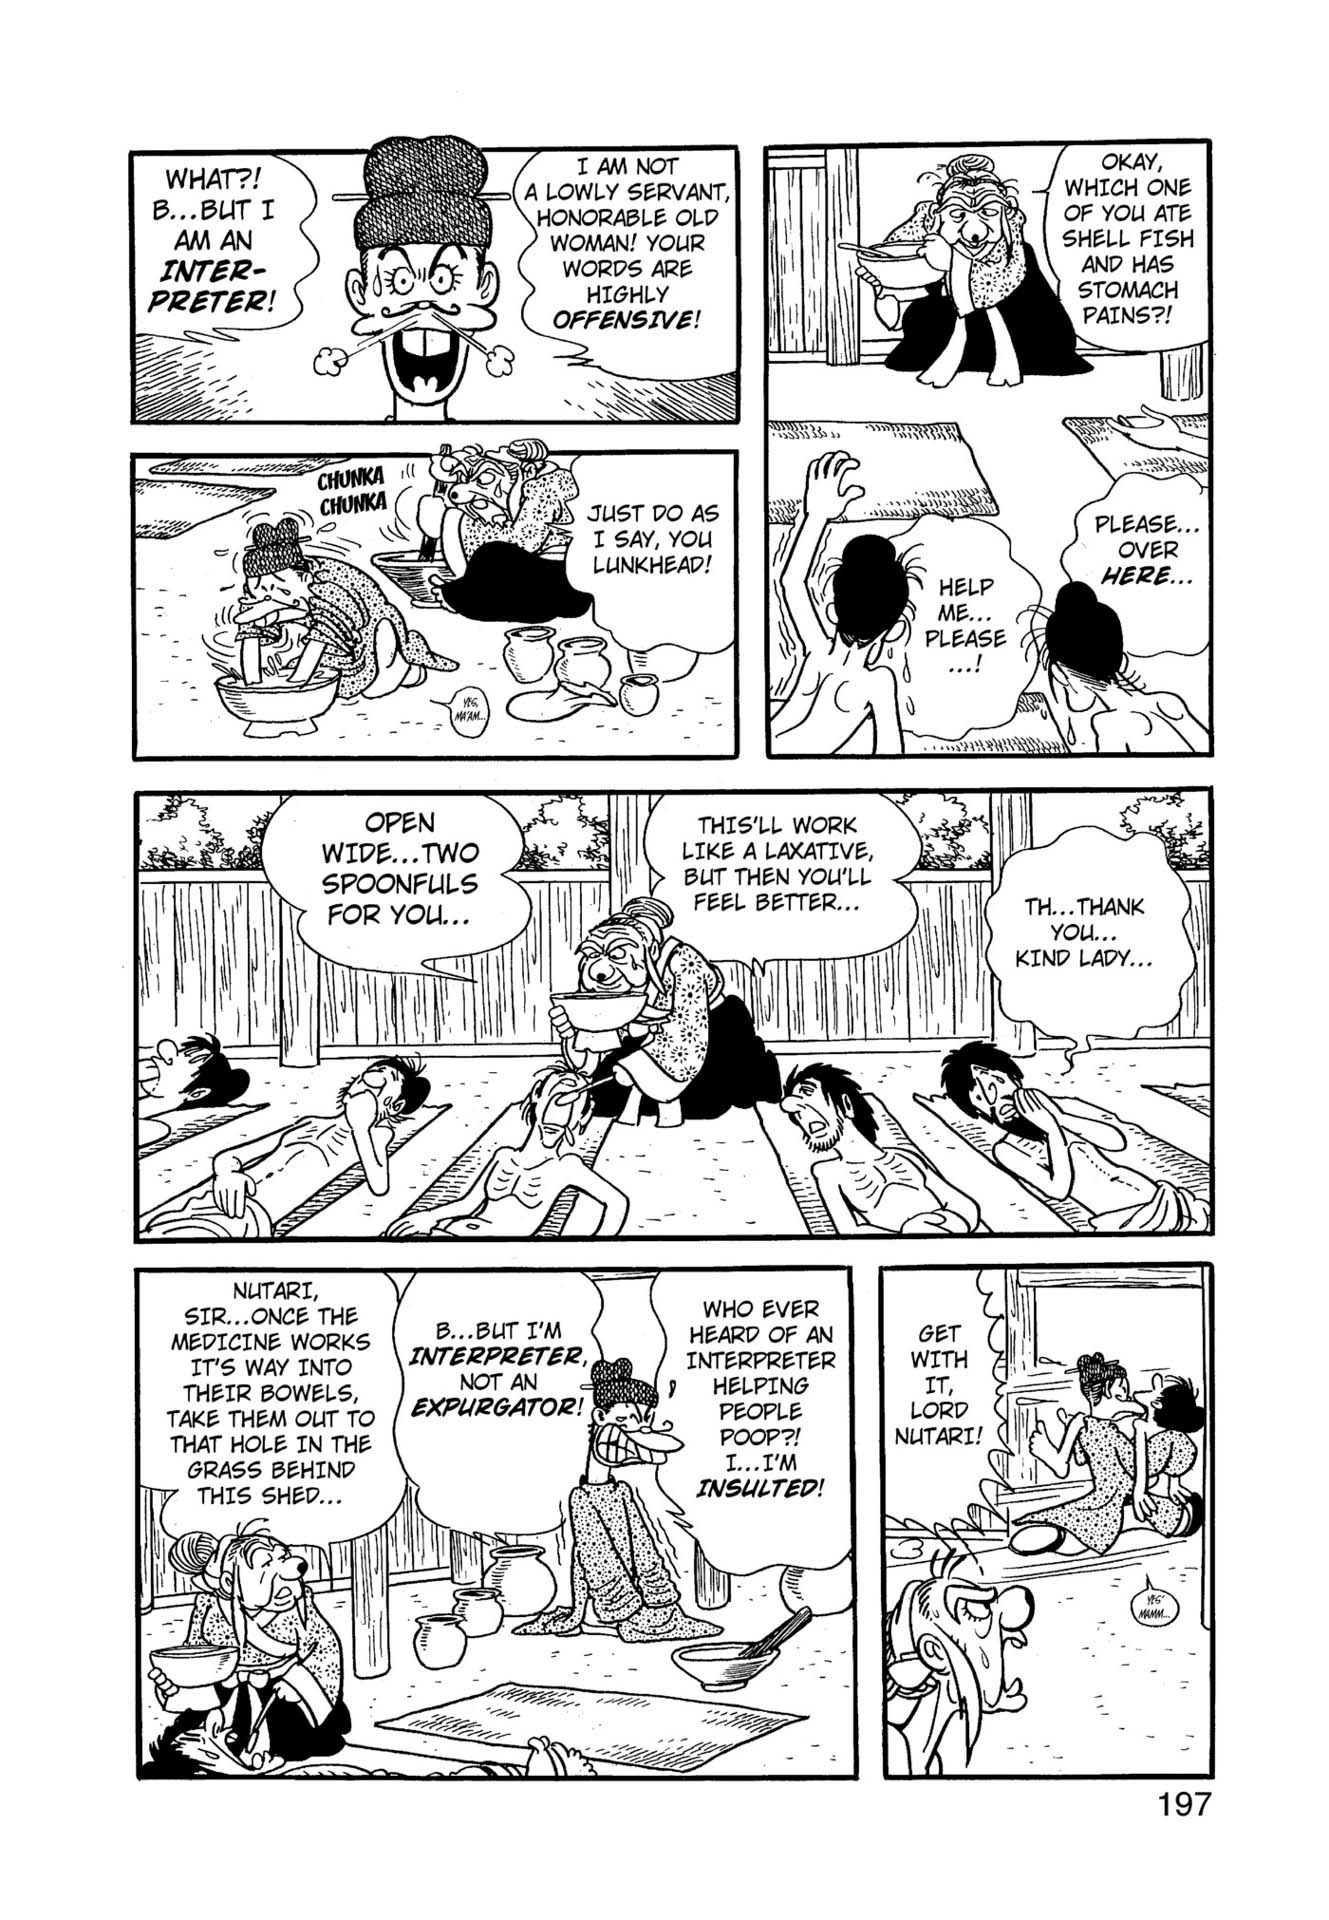 WHAT?!
B...BUT I
AM AN
INTER-
PRETER!
I AM NOT
A LOWLY SERVANT,
HONORABLE OLD
WOMAN! YOUR
WORDS ARE
HIGHLY
OFFENSIVE!
CHUNKA
CHUNKA
JUST DO AS
I SAY, YOU
LUNKHEAD!
YES,
MA'AM...
OKAY,
WHICH ONE
OF YOU ATE
SHELL FISH
AND HAS
STOMACH
PAINS?!
PLEASE...
OVER
HERE...
HELP
ME...
PLEASE
...!
OPEN
WIDE...TWO
SPOONFULS
FOR YOU...
THIS'LL WORK
LIKE A LAXATIVE,
BUT THEN YOU'LL
FEEL BETTER...
TH...THANK
YOU...
KIND LADY...
NUTARI,
SIR...ONCE THE
MEDICINE WORKS
IT'S WAY INTO
THEIR BOWELS,
TAKE THEM OUT TO
THAT HOLE IN THE
GRASS BEHIND
THIS SHED...
B...BUT I'M
INTERPRETER,
NOT AN
EXPURGATOR!
WHO EVER
HEARD OF AN
INTERPRETER
HELPING
PEOPLE
POOP?!
I...I'M
INSULTED!
GET
WITH
IT,
LORD
NUTARI!
YES'
MAMM...
197